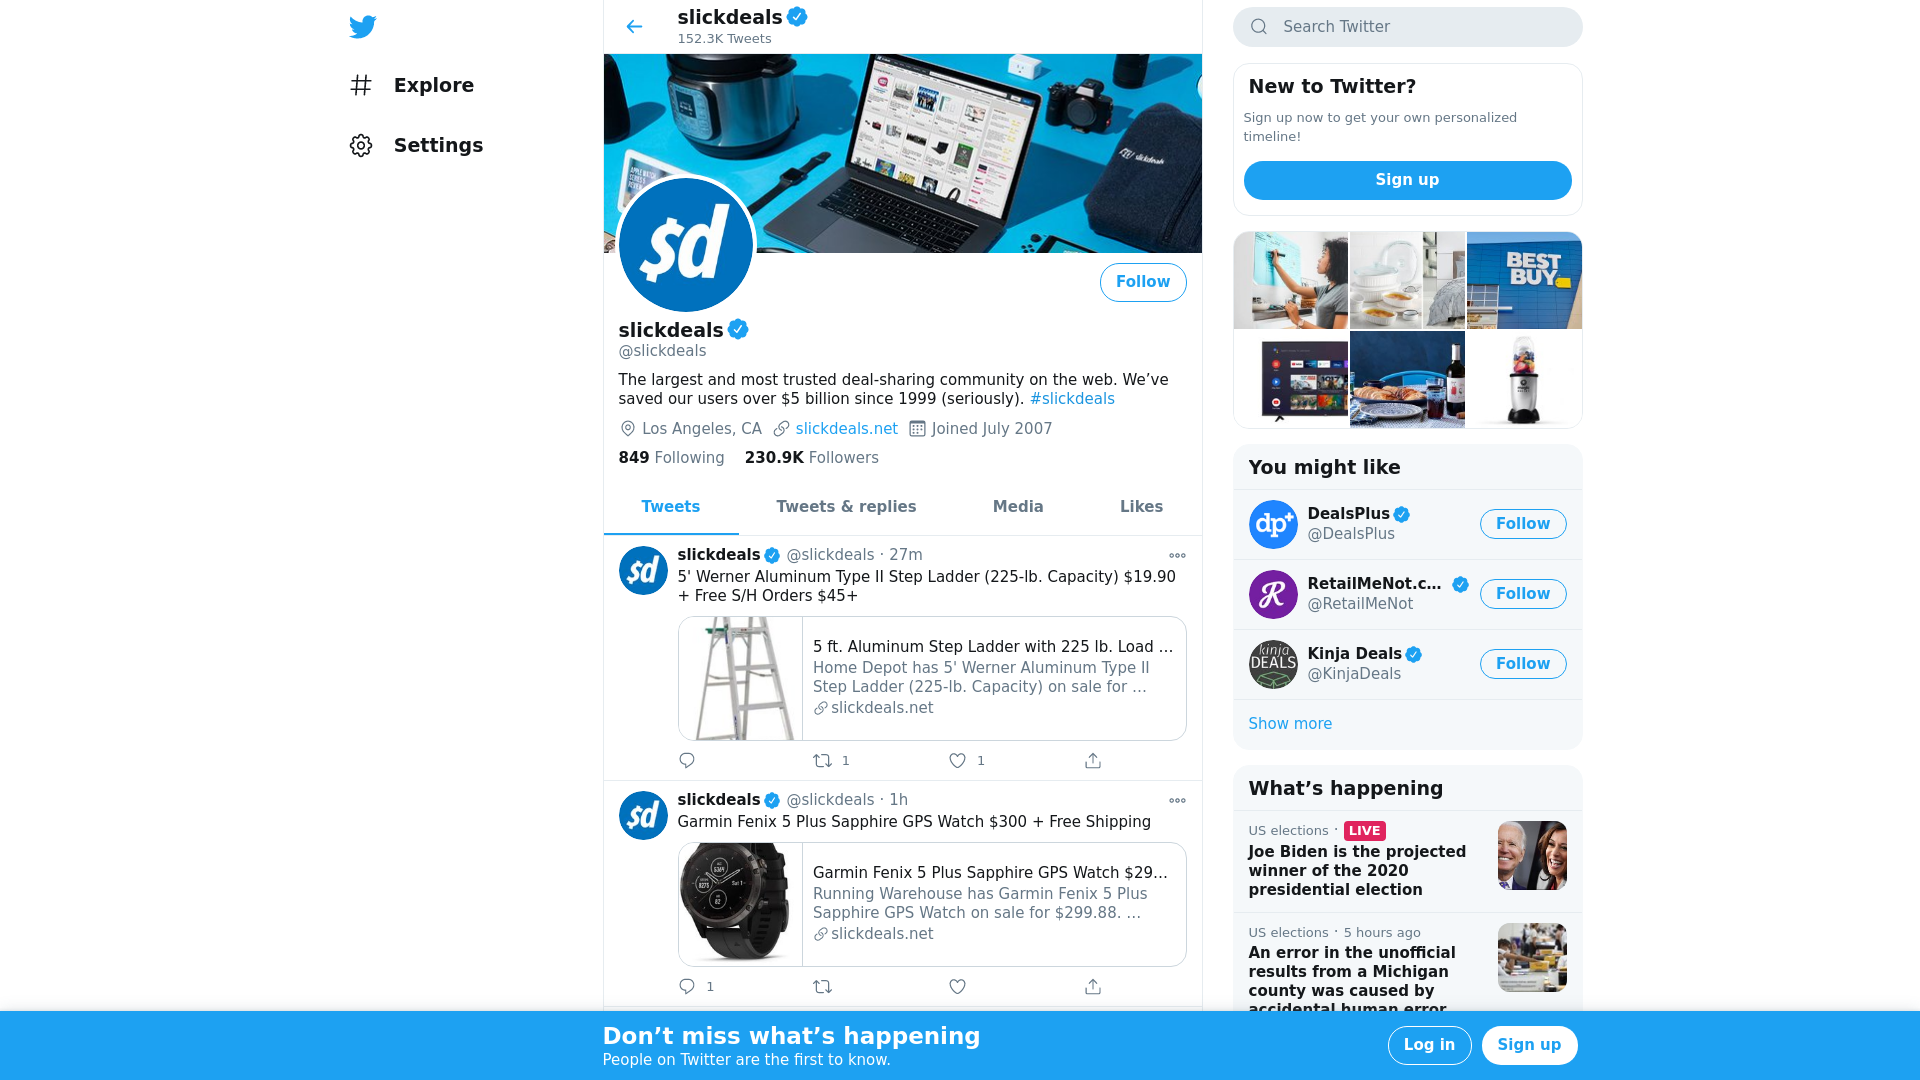 Explore
Settings
slickdeals
152.3K Tweets
slickdeals
$d
Follow
slickdeals
@slickdeals
The largest and most trusted deal-sharing community on the web. We’ve
saved our users over $5 billion since 1999 (seriously). #slickdeals
Los Angeles, CA slickdeals.net Joined July 2007
849 Following 230.9K Followers
Tweets Tweets & replies Media Likes
$d
slickdeals @slickdeals · 27m
5' Werner Aluminum Type II Step Ladder (225-lb. Capacity) $19.90
+ Free S/H Orders $45+
5 ft. Aluminum Step Ladder with 225 lb. Load …
Home Depot has 5' Werner Aluminum Type II
Step Ladder (225-lb. Capacity) on sale for …
slickdeals.net
1 1
$d
slickdeals @slickdeals · 1h
Garmin Fenix 5 Plus Sapphire GPS Watch $300 + Free Shipping
Garmin Fenix 5 Plus Sapphire GPS Watch $29…
Running Warehouse has Garmin Fenix 5 Plus
Sapphire GPS Watch on sale for $299.88. …
slickdeals.net
1
Search Twitter
New to Twitter?
Sign up now to get your own personalized
timeline!
Sign up
BEST
BUY
You might like
dp+
DealsPlus
@DealsPlus
Follow
R
RetailMeNot.c…
@RetailMeNot
Follow
kinja
DEALS
Kinja Deals
@KinjaDeals
Follow
Show more
What’s happening
US elections · LIVE
Joe Biden is the projected
winner of the 2020
presidential election
US elections · 5 hours ago
An error in the unofficial
results from a Michigan
county was caused by
accidental human error
Don’t miss what’s happening
People on Twitter are the first to know.
Log in
Sign up